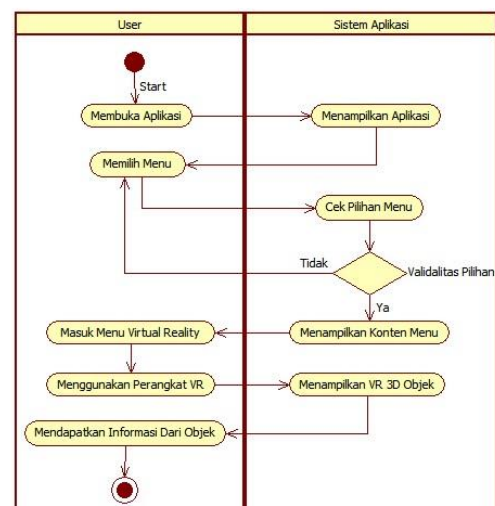 User
Sistem Aplikasi
Start
Membuka Aplikasi
Menampilkan Aplikasi
Memilih Menu
Cek Pilihan Menu
Tidak
Validalitas Pilihan
Ya
Masuk Menu Virtual Reality
Menampilkan Konten Menu
Menggunakan Perangkat VR
Menampilkan VR 3D Objek
Mendapatkan Informasi Dari Objek